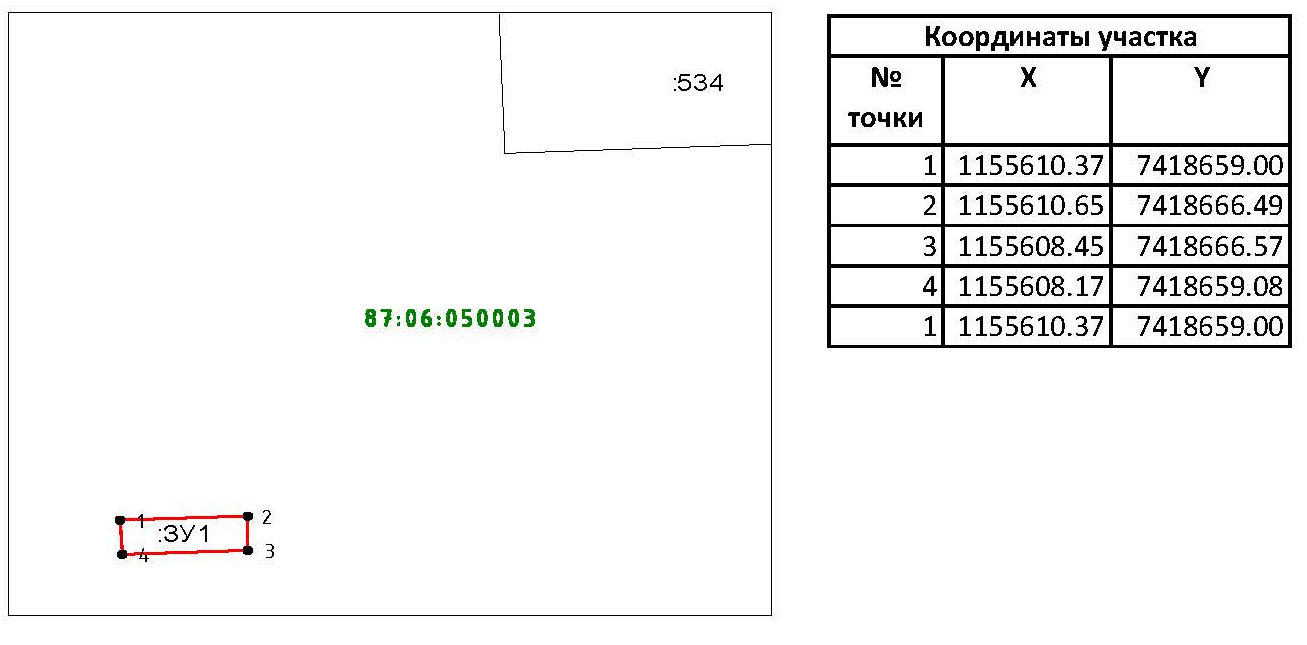 :534
87:06:050003
1
2
:ЗУ1
4
3
Координаты участка
№ точки X Y
1 1155610.37 7418659.00
2 1155610.65 7418666.49
3 1155608.45 7418666.57
4 1155608.17 7418659.08
1 1155610.37 7418659.00